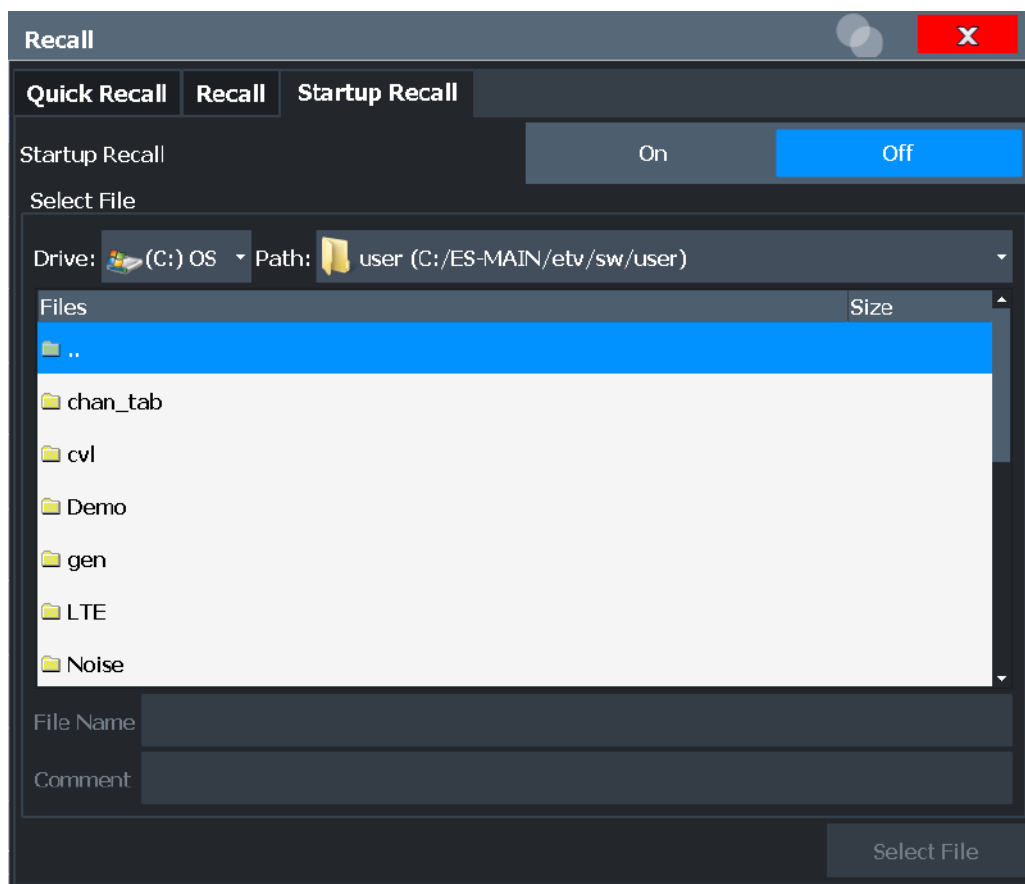 Recall
X
Quick Recall Recall Startup Recall
Startup Recall On Off
Select File
Drive: (C:) OS Path: user (C:/ES-MAIN/etv/sw/user)
Files Size
..
chan_tab
cvl
Demo
gen
LTE
Noise
File Name
Comment
Select File